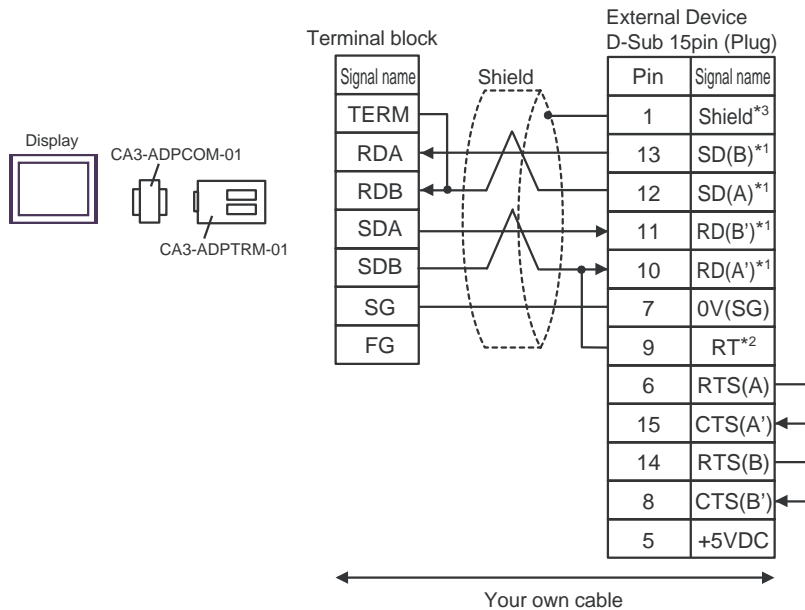 External Device
Terminal block
D-Sub 15pin (Plug)
Signal name
Shield
Pin
Signal name
TERM
1
Shield*3
Display
CA3-ADPCOM-01
RDA
13
SD(B)*1
RDB
12
SD(A)*1
CA3-ADPTRM-01
SDA
11
RD(B')*1
SDB
10
RD(A')*1
SG
7
0V(SG)
FG
9
RT*2
6
RTS(A)
15
CTS(A')
14
RTS(B)
8
CTS(B')
5
+5VDC
Your own cable